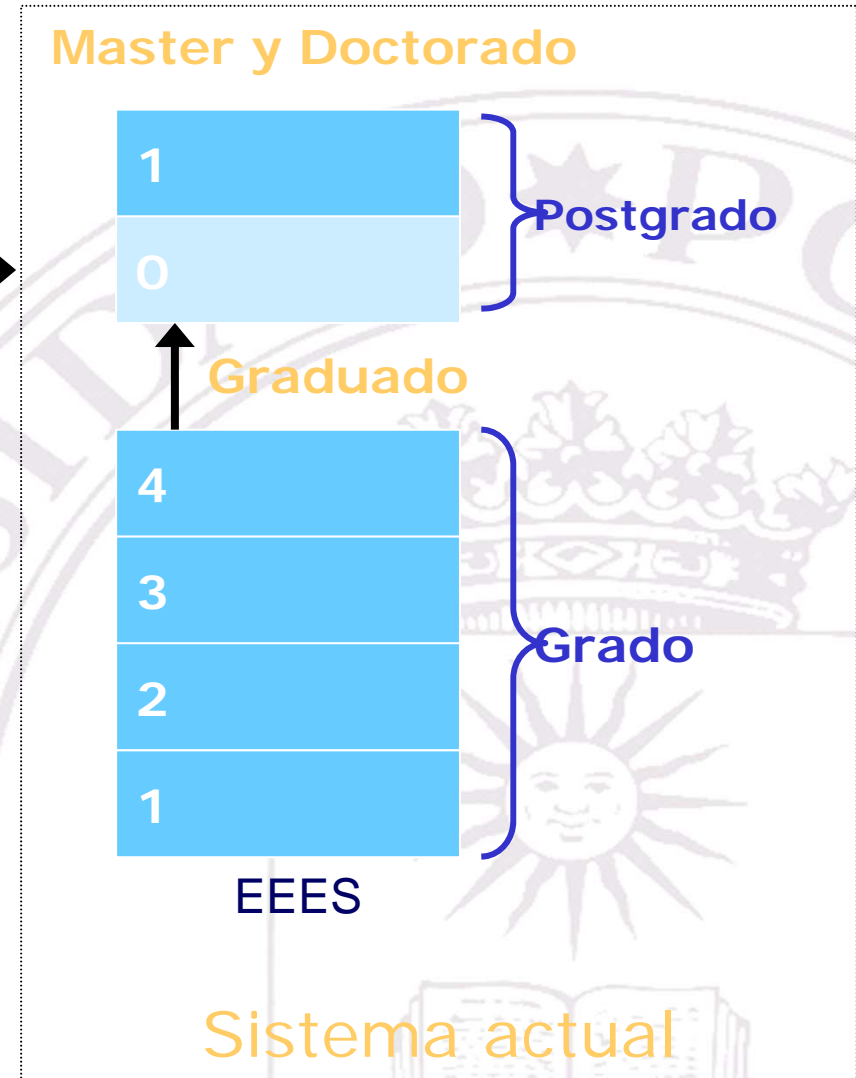 Master y Doctorado
1
Postgrado
0
Graduado
4
3
Grado
2
1
EEES
Sistema actual